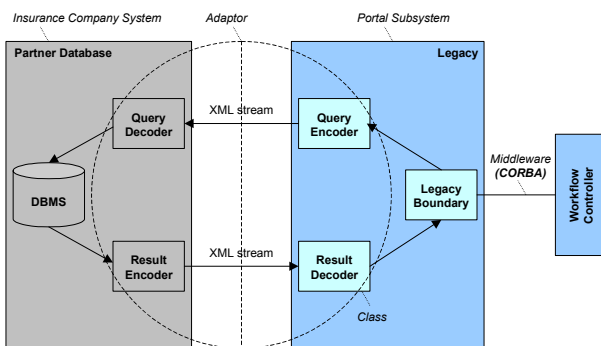 Insurance Company System
Adaptor
Portal Subsystem
Partner Database
Legacy
Query
Decoder
XML stream
Query
Encoder
Middleware
(CORBA)
DBMS
Legacy
Boundary
Workflow
Controller
Result
Encoder
XML stream
Result
Decoder
Class